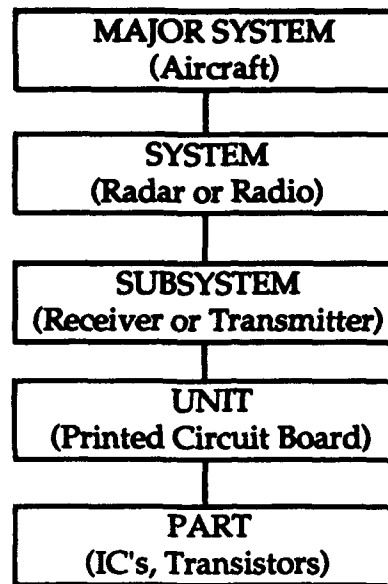 MAJOR SYSTEM
(Aircraft)
SYSTEM
(Radar or Radio)
SUBSYSTEM
(Receiver or Transmitter)
UNIT
(Printed Circuit Board)
PART
(IC's, Transistors)